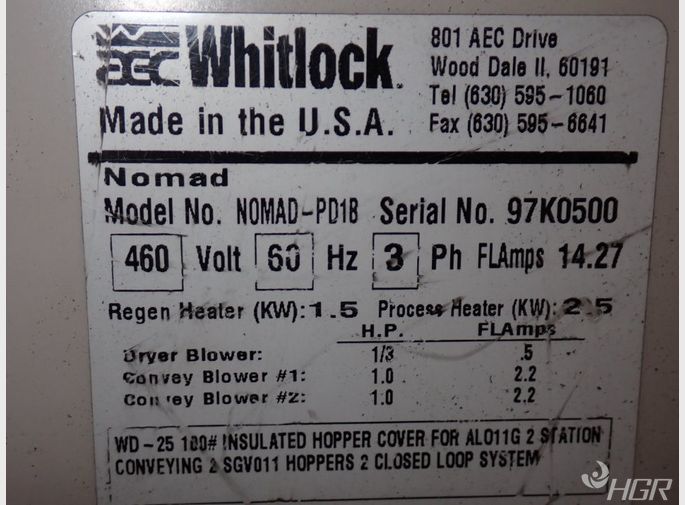 AEC Whitlock
801 AEC Drive
Wood Dale Il, 60191
Tel (630) 595-1060
Fax (630) 595-6641
Made in the U.S.A.
Nomad
Model No. NOMAD-PD1B Serial No. 97K0500
460 Volt 60 Hz 3 Ph FLAmps 14.27
Regen Heater (KW): 1.5 Process Heater (KW): 2.5
H.P. FLAmps
Dryer Blower: 1/3 .5
Convey Blower #1: 1.0 2.2
Convey Blower #2: 1.0 2.2
WD-25 100# INSULATED HOPPER COVER FOR AL011G 2 STATION
CONVEYING 2 SGV011 HOPPERS 2 CLOSED LOOP SYSTEM
HGR